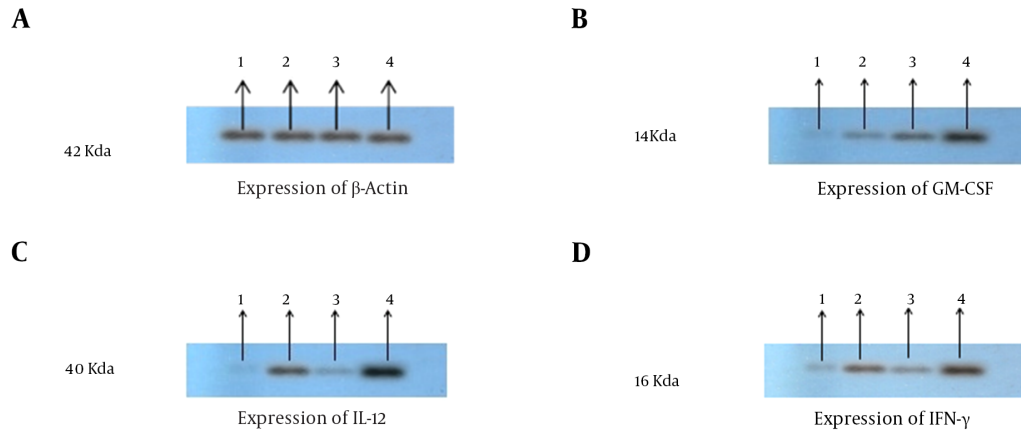 A
B
1 2 3 4
1 2 3 4
42 Kda
14Kda
Expression of β-Actin
Expression of GM-CSF
C
D
1 2 3 4
1 2 3 4
40 Kda
16 Kda
Expression of IL-12
Expression of IFN-γ